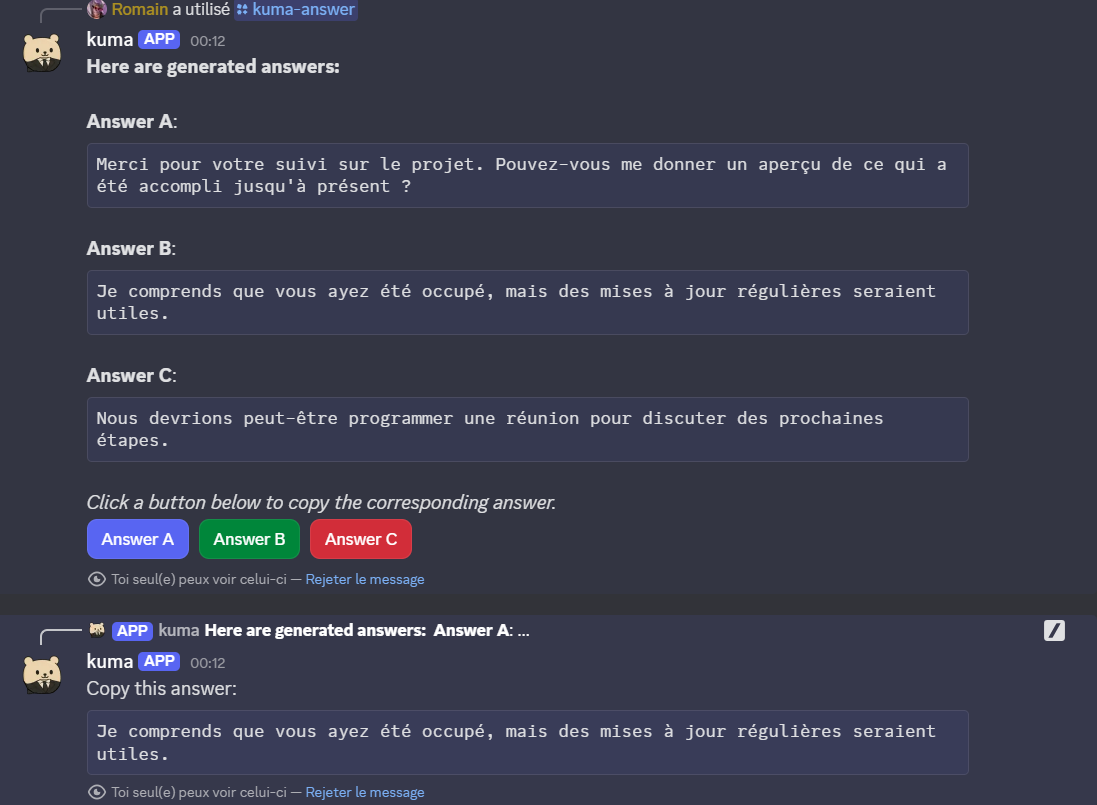 Romain a utilisé kuma-answer
kuma APP 00:12
Here are generated answers:
Answer A:
Merci pour votre suivi sur le projet. Pouvez-vous me donner un aperçu de ce qui a
été accompli jusqu'à présent ?
Answer B:
Je comprends que vous ayez été occupé, mais des mises à jour régulières seraient
utiles.
Answer C:
Nous devrions peut-être programmer une réunion pour discuter des prochaines
étapes.
Click a button below to copy the corresponding answer.
Answer A Answer B Answer C
Toi seul(e) peux voir celui-ci — Rejeter le message
APP kuma Here are generated answers: Answer A: ...
kuma APP 00:12
Copy this answer:
Je comprends que vous ayez été occupé, mais des mises à jour régulières seraient
utiles.
Toi seul(e) peux voir celui-ci — Rejeter le message